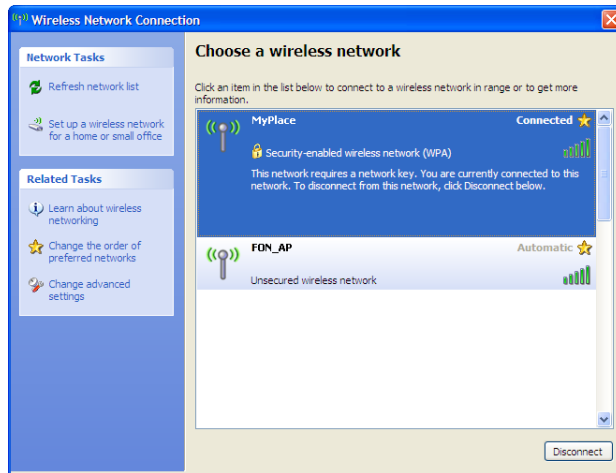 Wireless Network Connection
Network Tasks
Refresh network list
Set up a wireless network
for a home or small office
Related Tasks
Learn about wireless
networking
Change the order of
preferred networks
Change advanced
settings
Choose a wireless network
Click an item in the list below to connect to a wireless network in range or to get more
information.
MyPlace Connected
Security-enabled wireless network (WPA)
This network requires a network key. You are currently connected to this
network. To disconnect from this network, click Disconnect below.
FON_AP Automatic
Unsecured wireless network
Disconnect